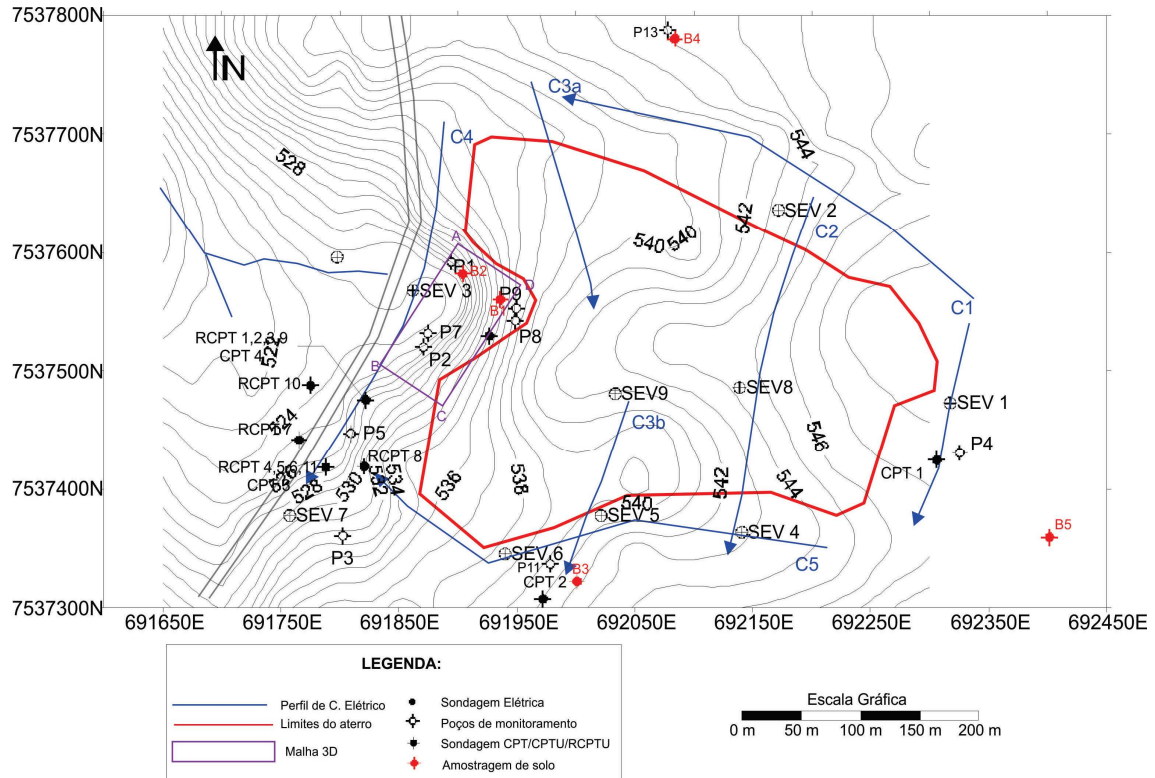 7537800N
P13
B4
N
C3a
7537700N
C4
544
528
542
SEV 2
540
540
C2
7537600N
A
P1
B2
SEV 3
D
P9
B1
C1
P7
P8
P2
RCPT 1,2,3,9
CPT 4
522
7537500N
B
RCPT 10
SEV9
SEV8
SEV 1
C
C3b
524
546
P5
P4
RCPT 8
CPT 1
RCPT 4,5,6,11
528
530
532
534
536
538
542
544
7537400N
540
SEV 7
SEV 5
SEV 4
P3
SEV 6
P11
B3
C5
B5
CPT 2
7537300N
691650E 691750E 691850E 691950E 692050E 692150E 692250E 692350E 692450E
LEGENDA:
Perfil de C. Elétrico
Sondagem Elétrica
Limites do aterro
Poços de monitoramento
Malha 3D
Sondagem CPT/CPTU/RCPTU
Amostragem de solo
Escala Gráfica
0 m 50 m 100 m 150 m 200 m